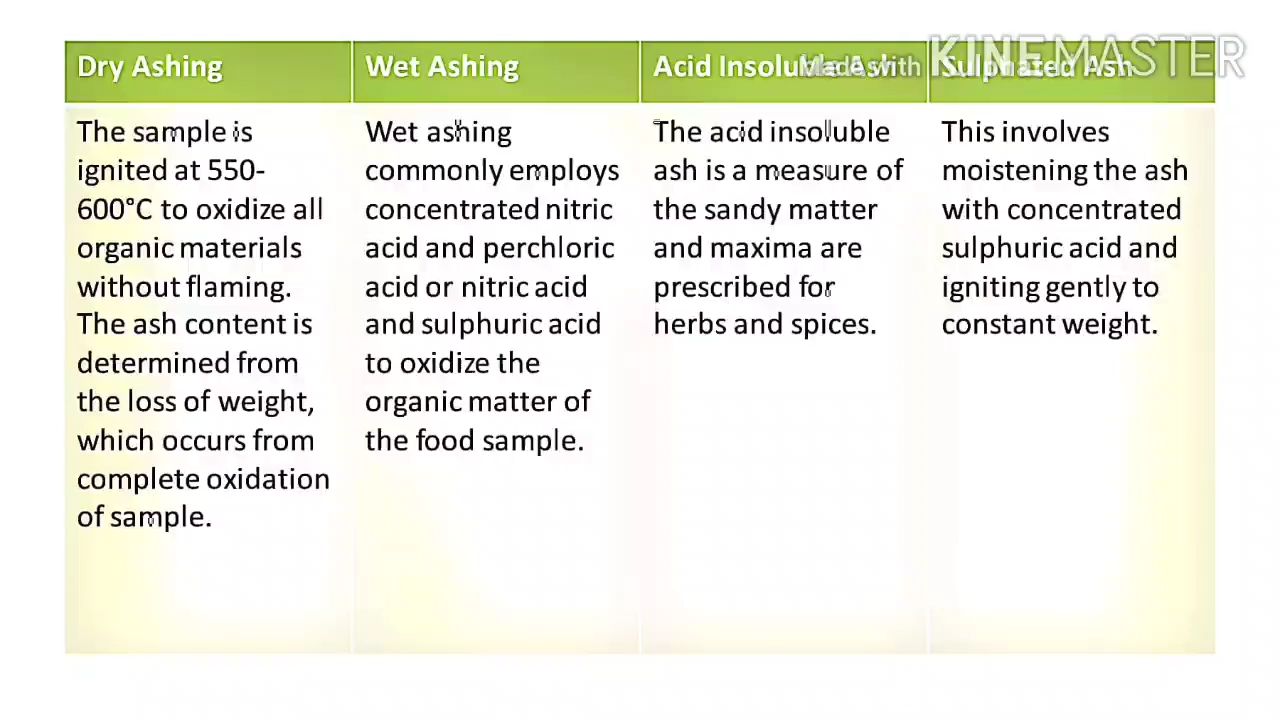 Dry Ashing
The sample is
ignited at 550-
600°C to oxidize all
organic materials
without flaming.
The ash content is
determined from
the loss of weight,
which occurs from
complete oxidation
of sample.
Wet Ashing
Wet ashing
commonly employs
concentrated nitric
acid and perchloric
acid or nitric acid
and sulphuric acid
to oxidize the
organic matter of
the food sample.
Acid Insoluble Ash
The acid insoluble
ash is a measure of
the sandy matter
and maxima are
prescribed for
herbs and spices.
Sulphated Ash
This involves
moistening the ash
with concentrated
sulphuric acid and
igniting gently to
constant weight.
Made with KINEMASTER